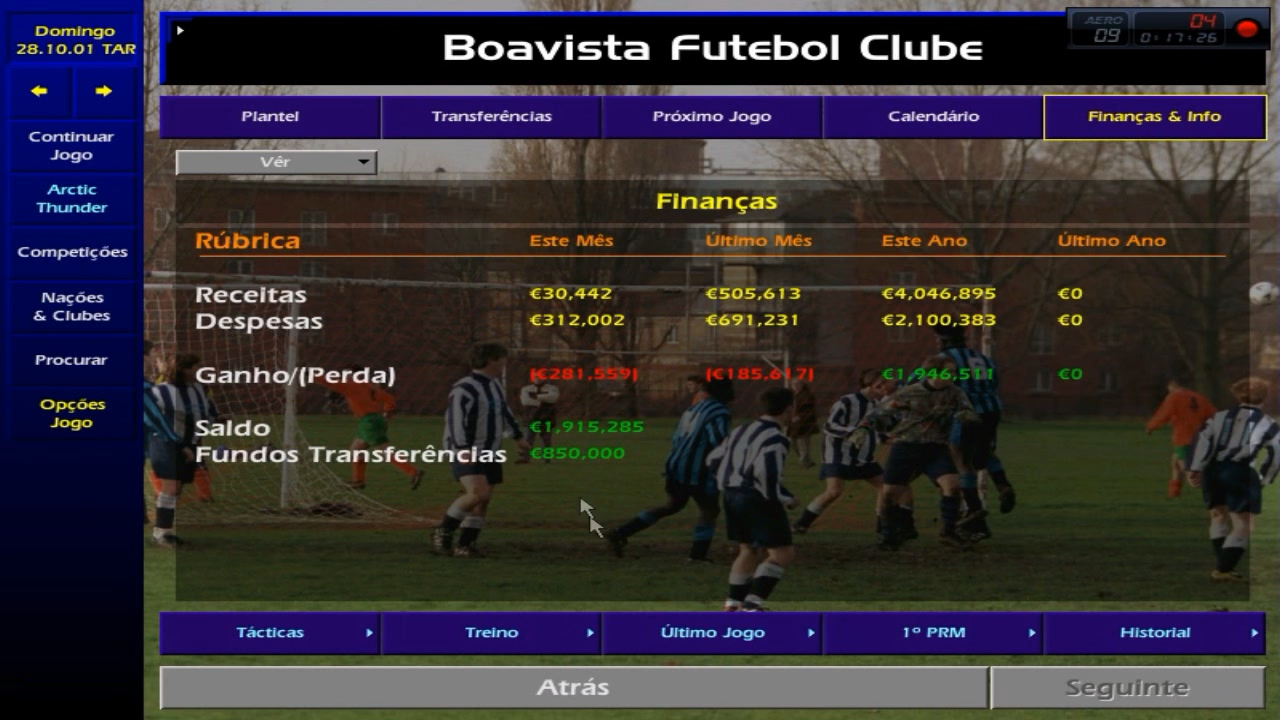 Domingo
28.10.01 TAR
Continuar
Jogo
Arctic
Thunder
Competições
Nações
& Clubes
Procurar
Opções
Jogo
Boavista Futebol Clube
AERO
09
04
0:17:26
Plantel
Transferências
Próximo Jogo
Calendário
Finanças & Info
Vér
Finanças
Rúbrica Este Mês Último Mês Este Ano Último Ano
Receitas €30,442 €505,613 €4,046,895 €0
Despesas €312,002 €691,231 €2,100,383 €0
Ganho/(Perda) (€281,559) (€185,617) €1,946,511 €0
Saldo €1,915,285
Fundos Transferências €850,000
Tácticas
Treino
Último Jogo
1º PRM
Historial
Atrás
Seguinte